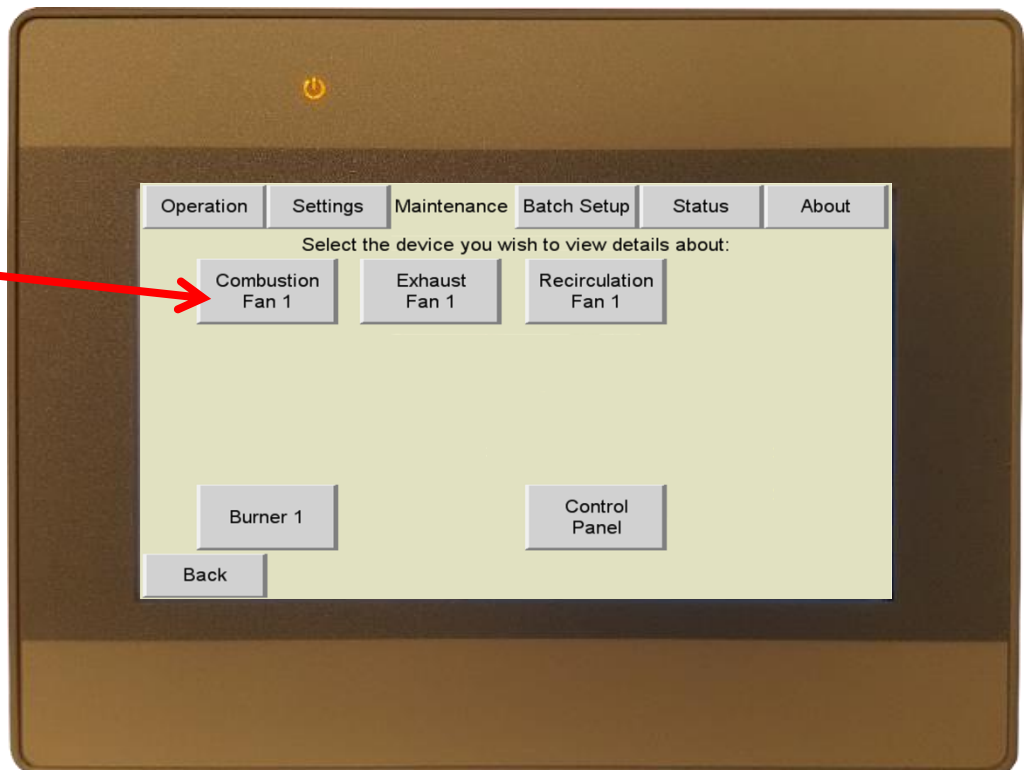 Operation Settings Maintenance Batch Setup Status About
Select the device you wish to view details about:
Combustion
Fan 1
Exhaust
Fan 1
Recirculation
Fan 1
Burner 1
Control
Panel
Back